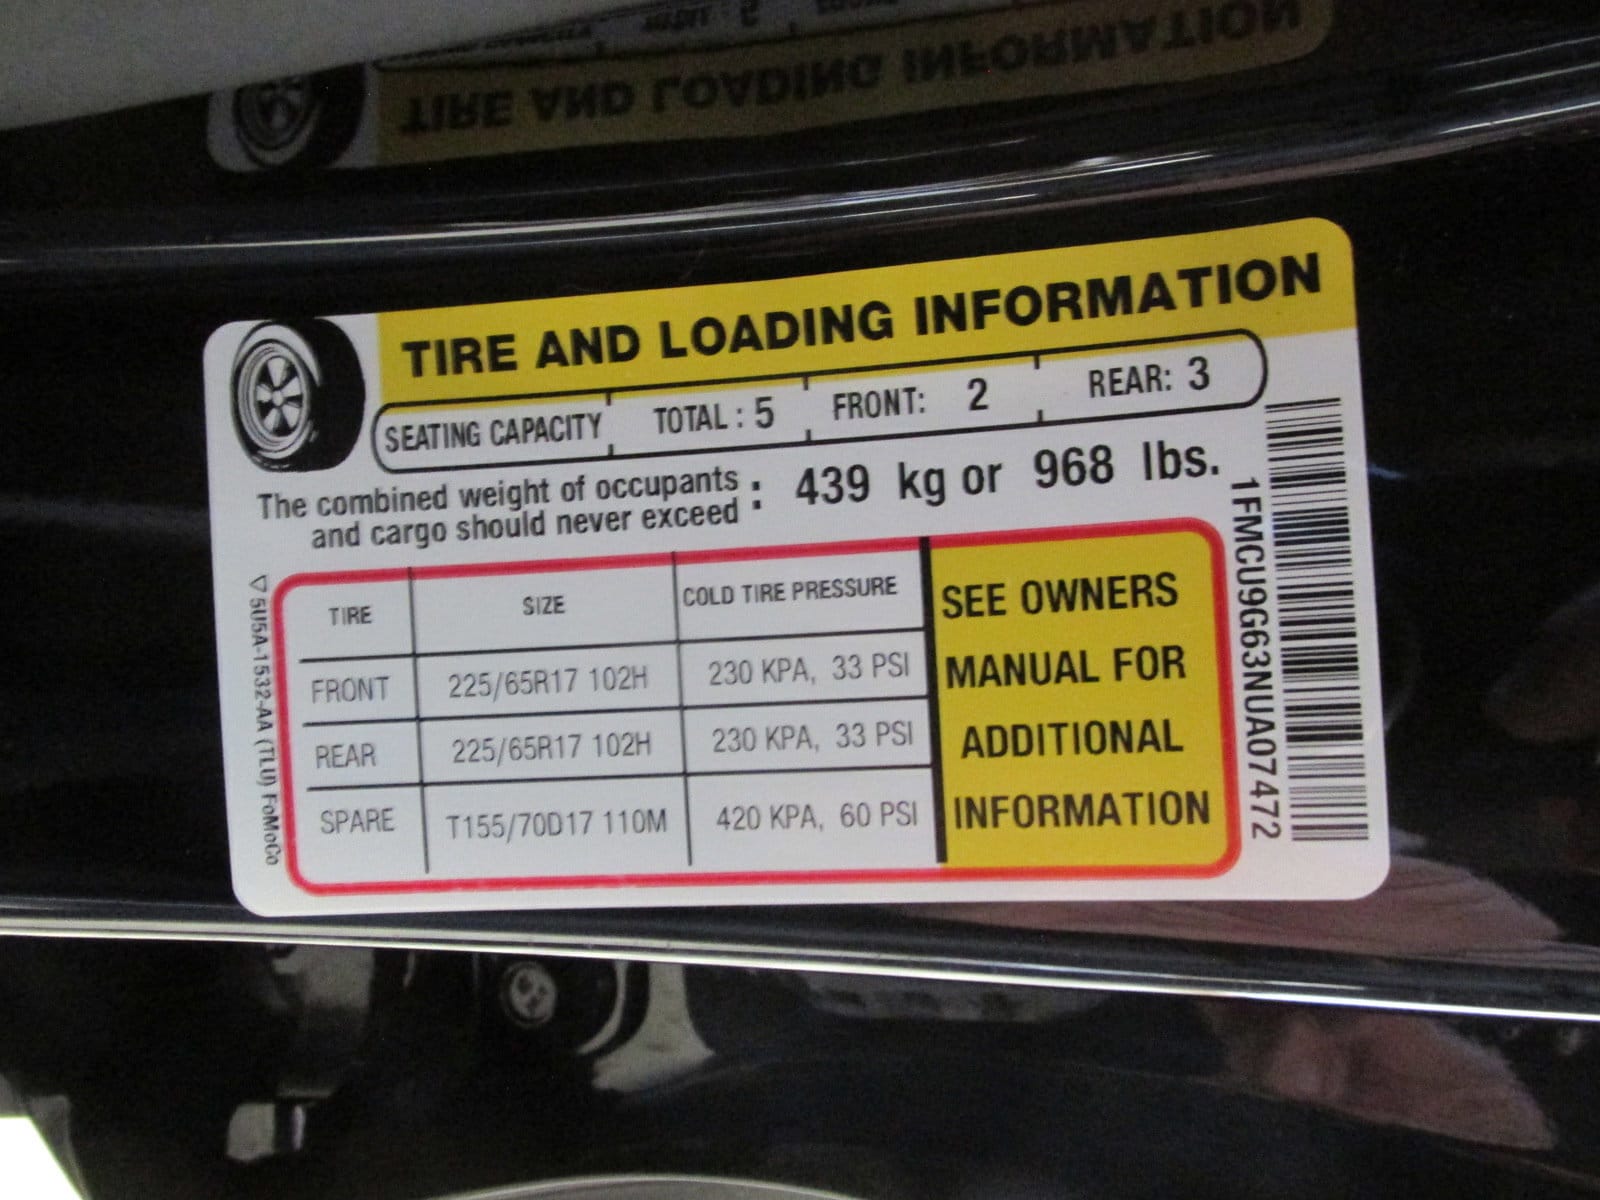 TIRE AND LOADING INFORMATION
TIRE AND LOADING INFORMATION
SEATING CAPACITY TOTAL : 5 FRONT: 2 REAR: 3
The combined weight of occupants
and cargo should never exceed : 439 kg or 968 lbs.
TIRE SIZE COLD TIRE PRESSURE
FRONT 225/65R17 102H 230 KPA, 33 PSI
REAR 225/65R17 102H 230 KPA, 33 PSI
SPARE T155/70D17 110M 420 KPA, 60 PSI
SEE OWNERS
MANUAL FOR
ADDITIONAL
INFORMATION
5U5A-1532-AA (TLU) FoMoCo
1FMCU9G63NUA07472